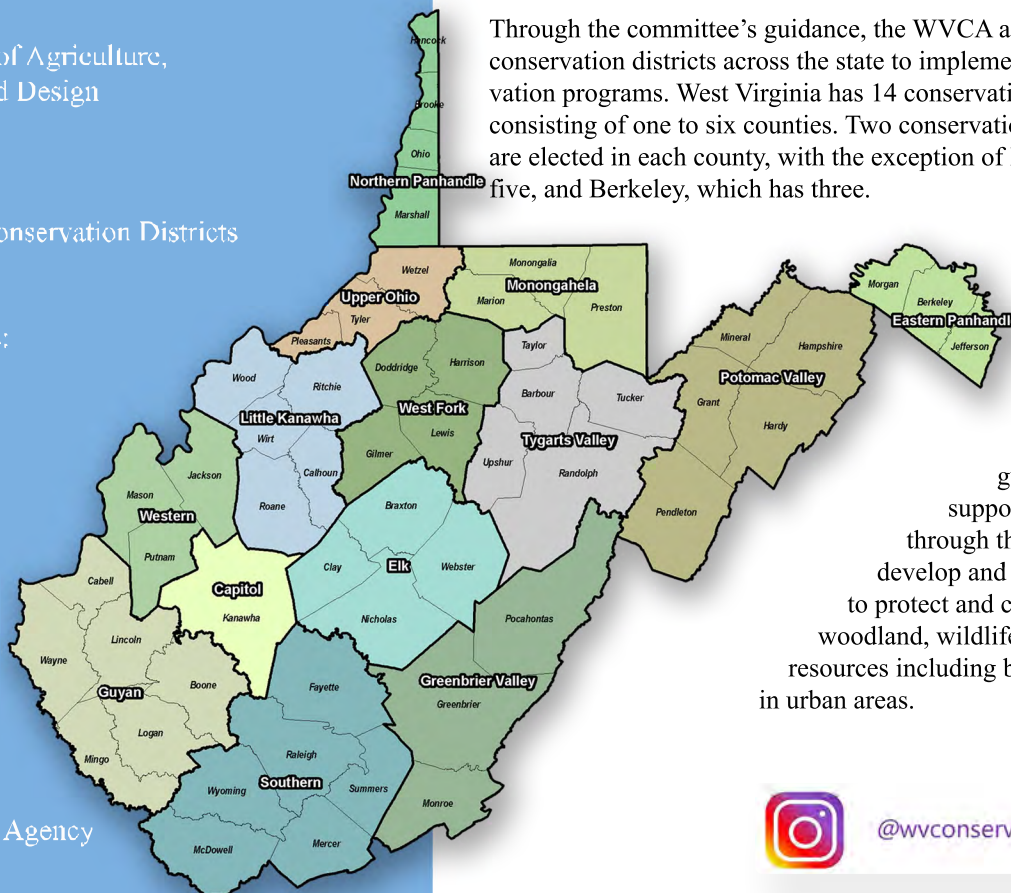 of Agriculture,
d Design
onservation Districts
Agency
Through the committee’s guidance, the WVCA a
conservation districts across the state to impleme
vation programs. West Virginia has 14 conservati
consisting of one to six counties. Two conservatio
are elected in each county, with the exception of
five, and Berkeley, which has three.
Hancock
Brooke
Ohio
Northern Panhandle
Marshall
Wetzel
Upper Ohio
Tyler
Pleasants
Monongalia
Monongahela
Marion
Preston
Morgan
Berkeley
Eastern Panhandl
Jefferson
Mineral
Hampshire
Potomac Valley
Grant
Hardy
Pendleton
Taylor
Barbour
Tucker
Tygarts Valley
Upshur
Randolph
Doddridge
Harrison
West Fork
Lewis
Gilmer
Wood
Ritchie
Little Kanawha
Wirt
Calhoun
Roane
Jackson
Mason
Western
Putnam
Capitol
Kanawha
Braxton
Clay
Elk
Webster
Nicholas
Pocahontas
Greenbrier Valley
Greenbrier
Monroe
Cabell
Lincoln
Wayne
Boone
Guyan
Logan
Mingo
Fayette
Raleigh
Southern
Wyoming
Summers
McDowell
Mercer
g
suppo
through th
develop and
to protect and c
woodland, wildlife
resources including b
in urban areas.
@wvconserv